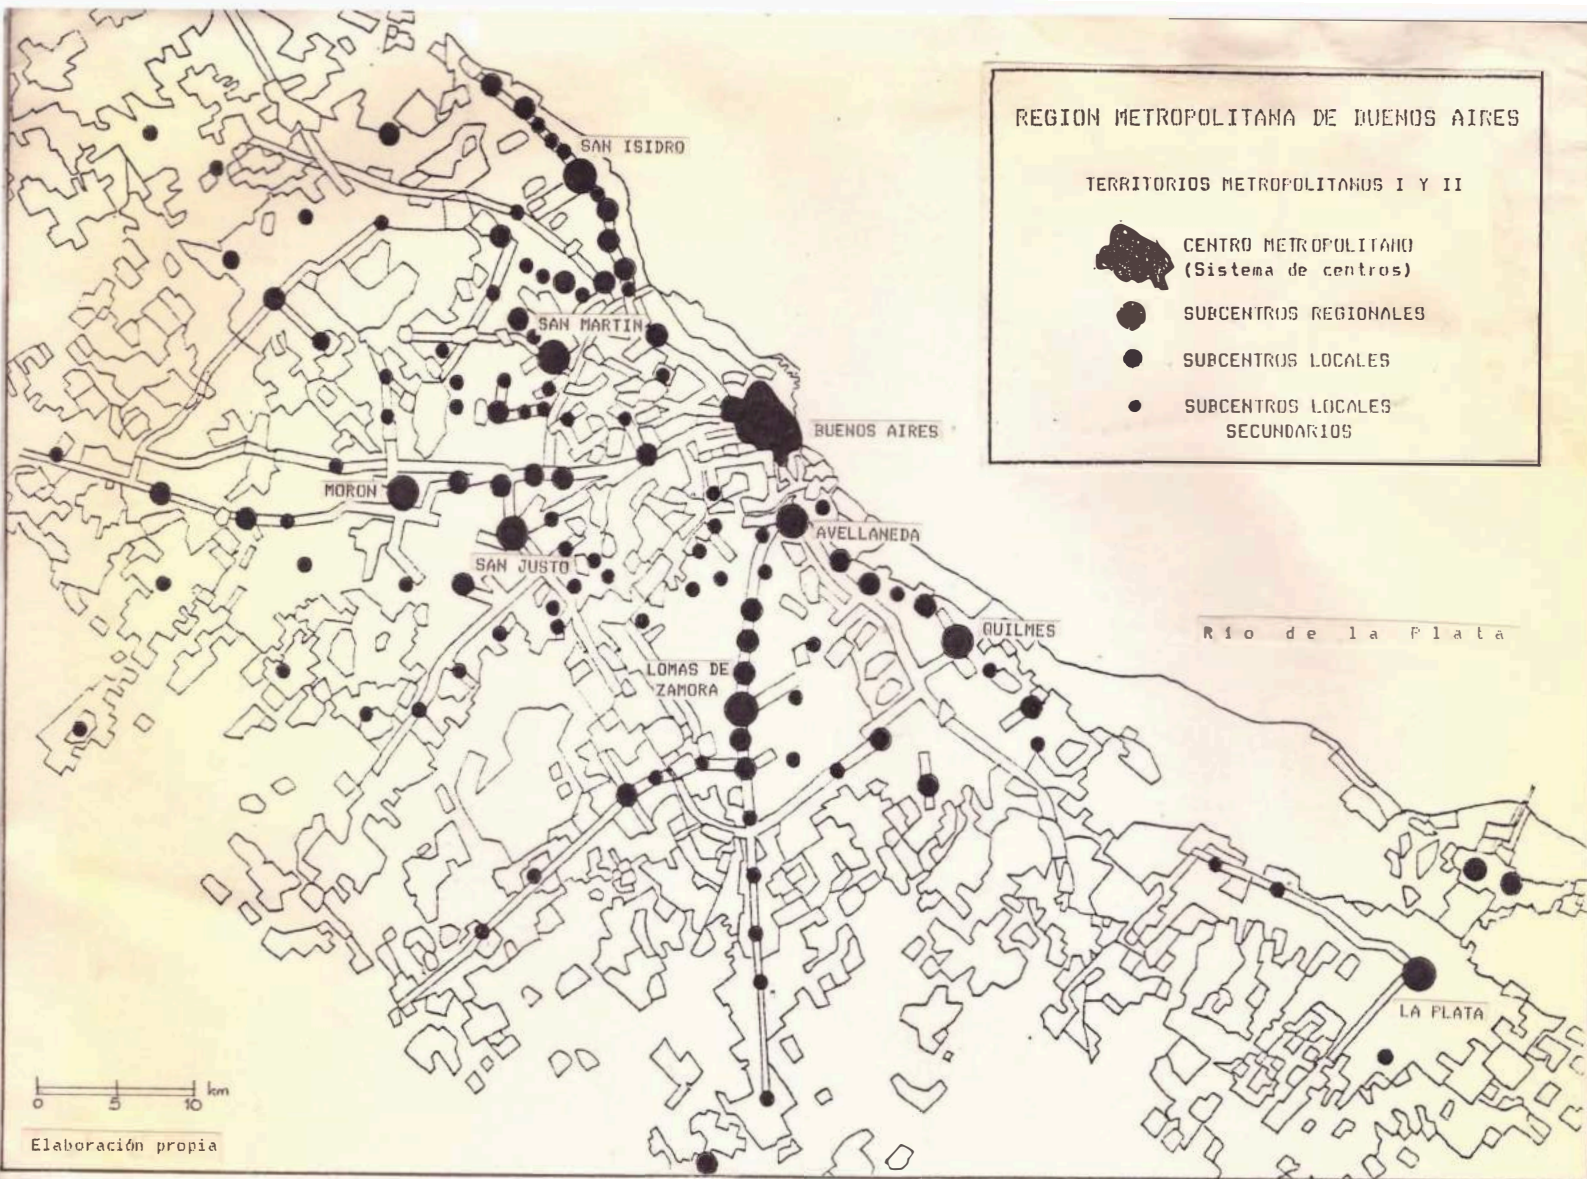 REGION METROPOLITANA DE BUENOS AIRES
TERRITORIOS METROPOLITANOS I Y II
CENTRO METROPOLITANO
(Sistema de centros)
SUBCENTROS REGIONALES
SUBCENTROS LOCALES
SUBCENTROS LOCALES
SECUNDARIOS
SAN ISIDRO
SAN MARTIN
BUENOS AIRES
MORON
AVELLANEDA
SAN JUSTO
QUILMES
Río de la Plata
LOMAS DE
ZAMORA
LA PLATA
km
0 5 10
Elaboración propia